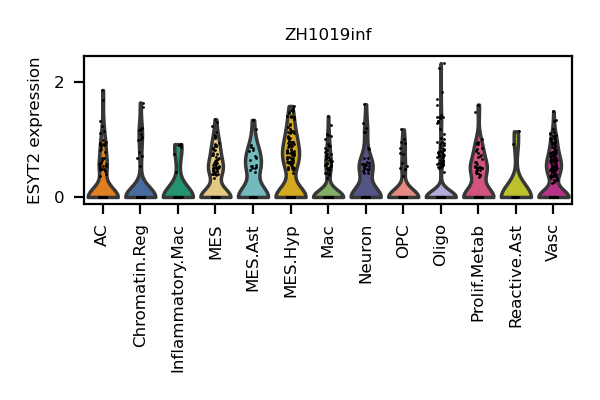 ZH1019inf
ESYT2 expression
2
0
AC
Chromatin.Reg
Inflammatory.Mac
MES
MES.Ast
MES.Hyp
Mac
Neuron
OPC
Oligo
Prolif.Metab
Reactive.Ast
Vasc